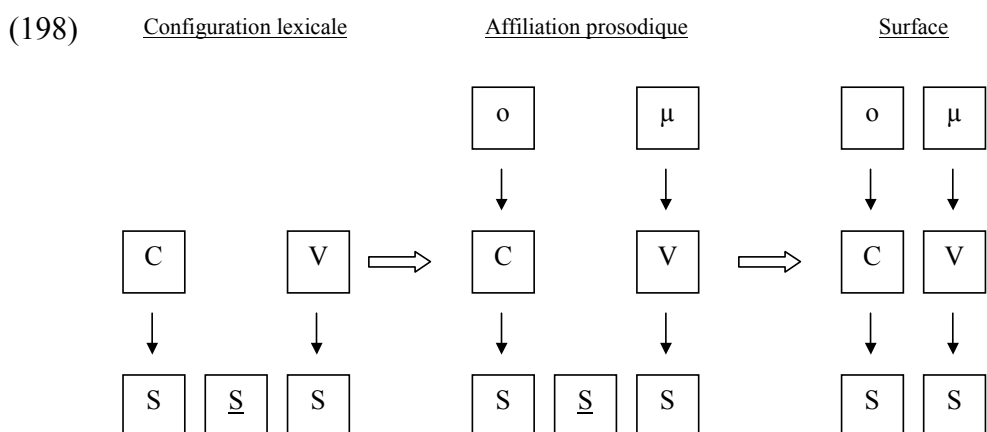 (198) Configuration lexicale Affiliation prosodique Surface
o µ o µ
C V C V C V
S S S S S S S S